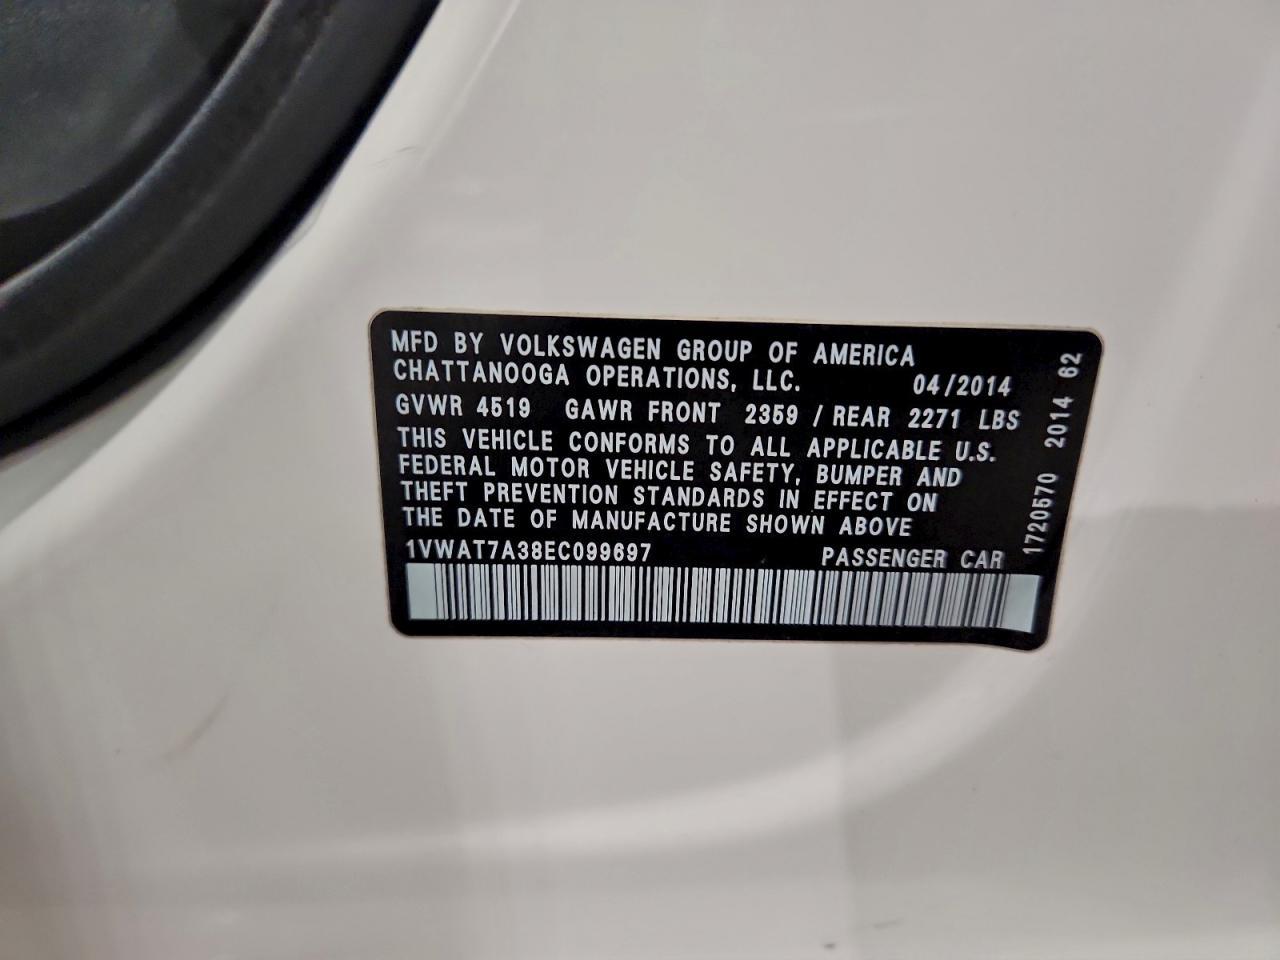 MFD BY VOLKSWAGEN GROUP OF AMERICA
CHATTANOOGA OPERATIONS, LLC. 04/2014
GVWR 4519 GAWR FRONT 2359 / REAR 2271 LBS
THIS VEHICLE CONFORMS TO ALL APPLICABLE U.S.
FEDERAL MOTOR VEHICLE SAFETY, BUMPER AND
THEFT PREVENTION STANDARDS IN EFFECT ON
THE DATE OF MANUFACTURE SHOWN ABOVE
1VWAT7A38EC099697 PASSENGER CAR
1720570 2014 62